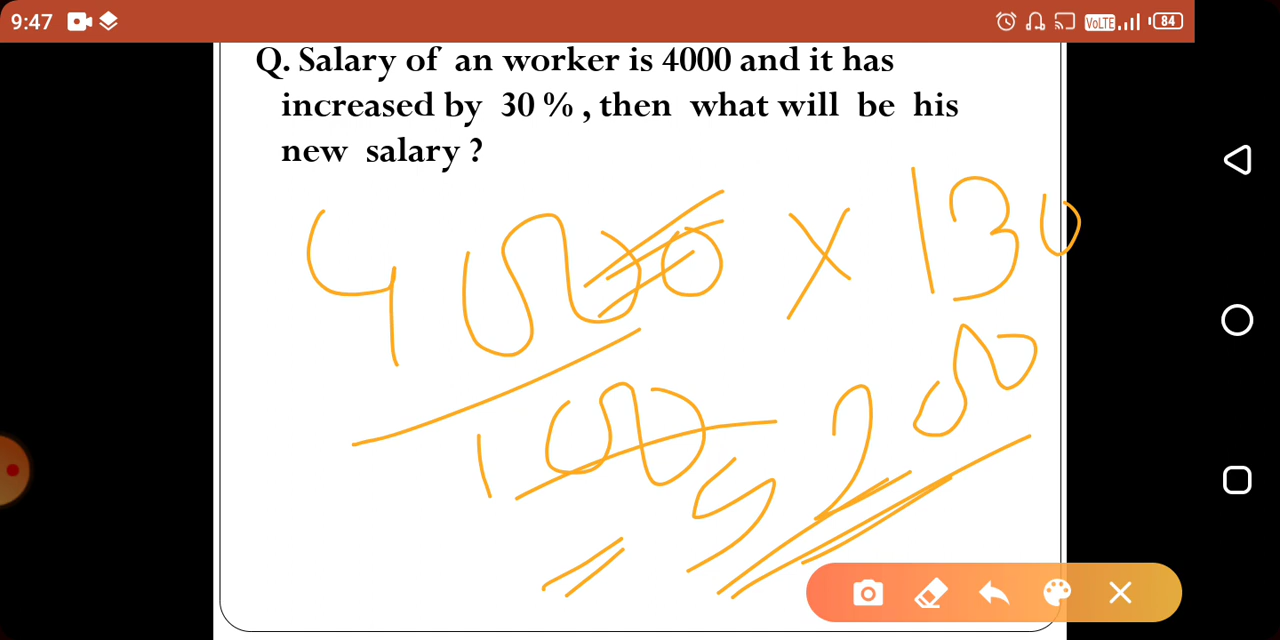 9:47 VoLTE 84
Q. Salary of an worker is 4000 and it has
increased by 30 % , then what will be his
new salary ?
4000 × 130
100
= 5200